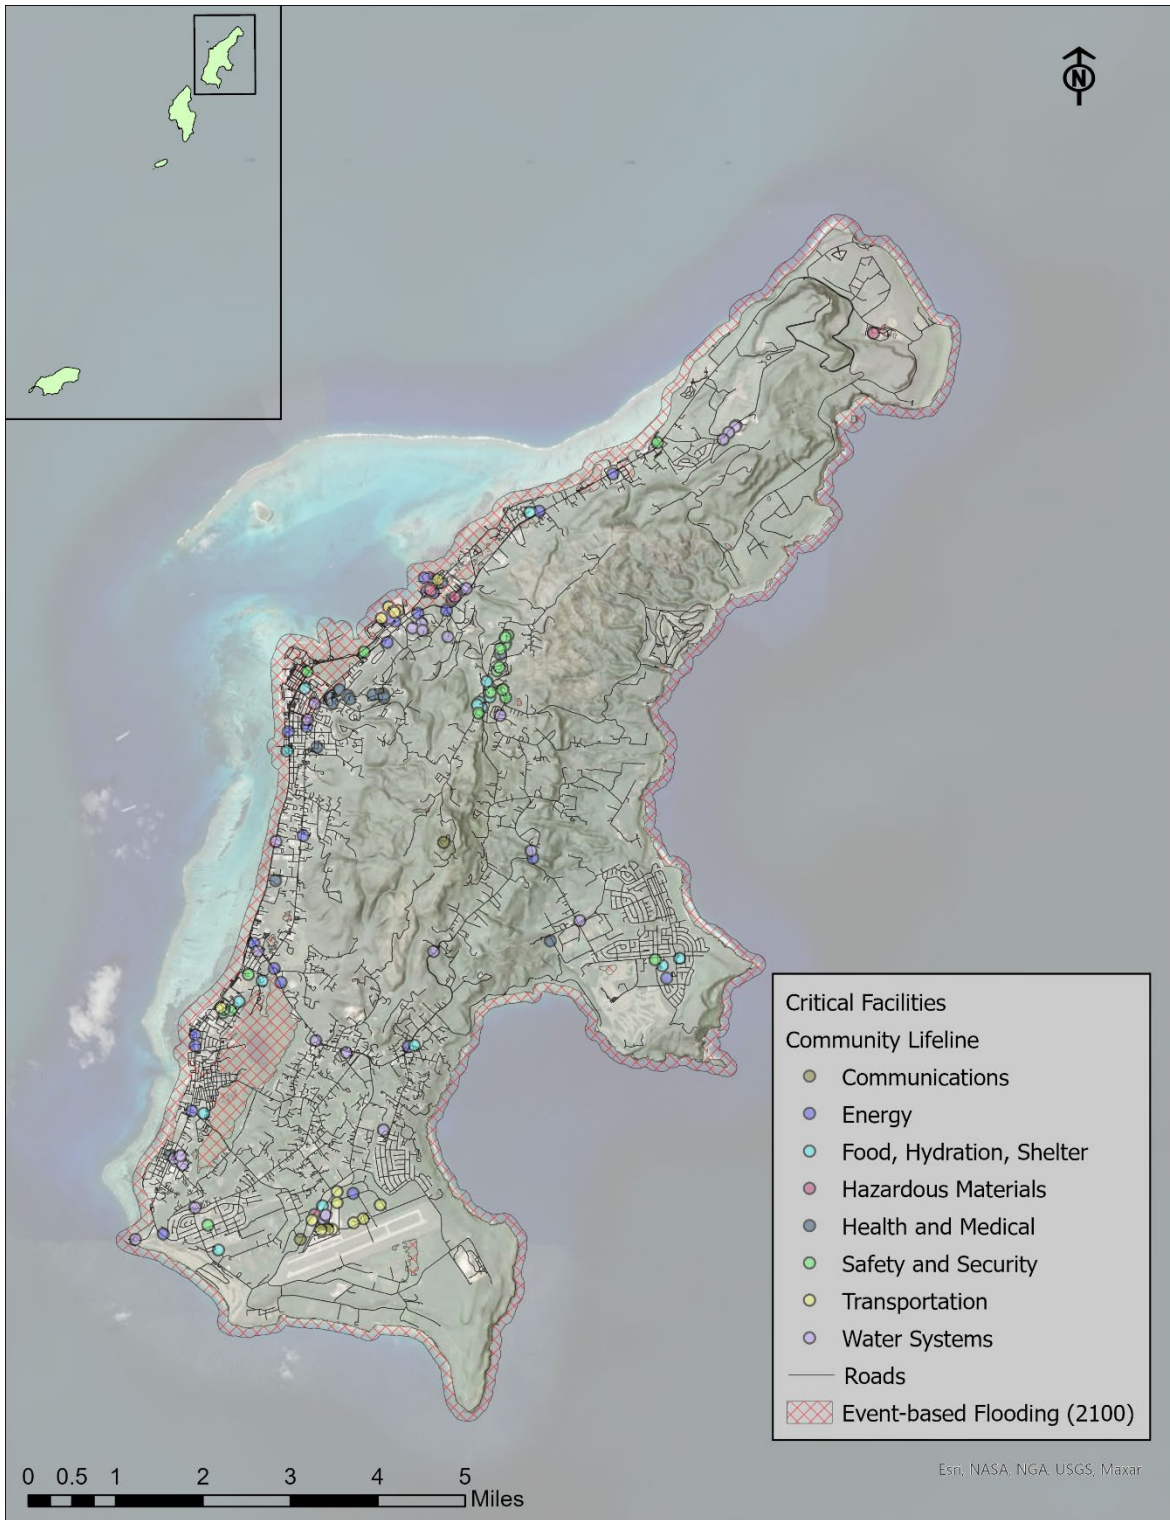 N
Critical Facilities
Community Lifeline
Communications
Energy
Food, Hydration, Shelter
Hazardous Materials
Health and Medical
Safety and Security
Transportation
Water Systems
Roads
Event-based Flooding (2100)
Esri, NASA, NGA, USGS, Maxar
0 0.5 1 2 3 4 5
Miles